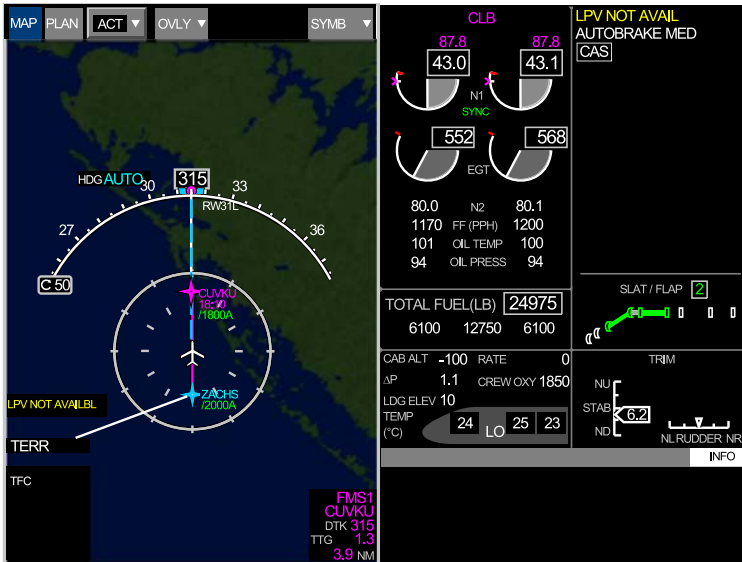 MAP PLAN ACT ▼ OVLY ▼ SYMB ▼
HDG AUTO 315
27 30 33 36
RW31L
C 50
CUVKU
18:10
/1800A
ZACHS
/2000A
LPV NOT AVAILBL
TERR
TFC
FMS1
CUVKU
DTK 315
TTG 1.3
3.9 NM
CLB
87.8 87.8
43.0 43.1
N1
SYNC
552 568
EGT
80.0 N2 80.1
1170 FF (PPH) 1200
101 OIL TEMP 100
94 OIL PRESS 94
TOTAL FUEL(LB) 24975
6100 12750 6100
CAB ALT -100 RATE 0
ΔP 1.1 CREW OXY 1850
LDG ELEV 10
TEMP
(°C)
24 LO 25 23
LPV NOT AVAIL
AUTOBRAKE MED
CAS
SLAT / FLAP 2
TRIM
NU
STAB 6.2
ND
NL RUDDER NR
INFO